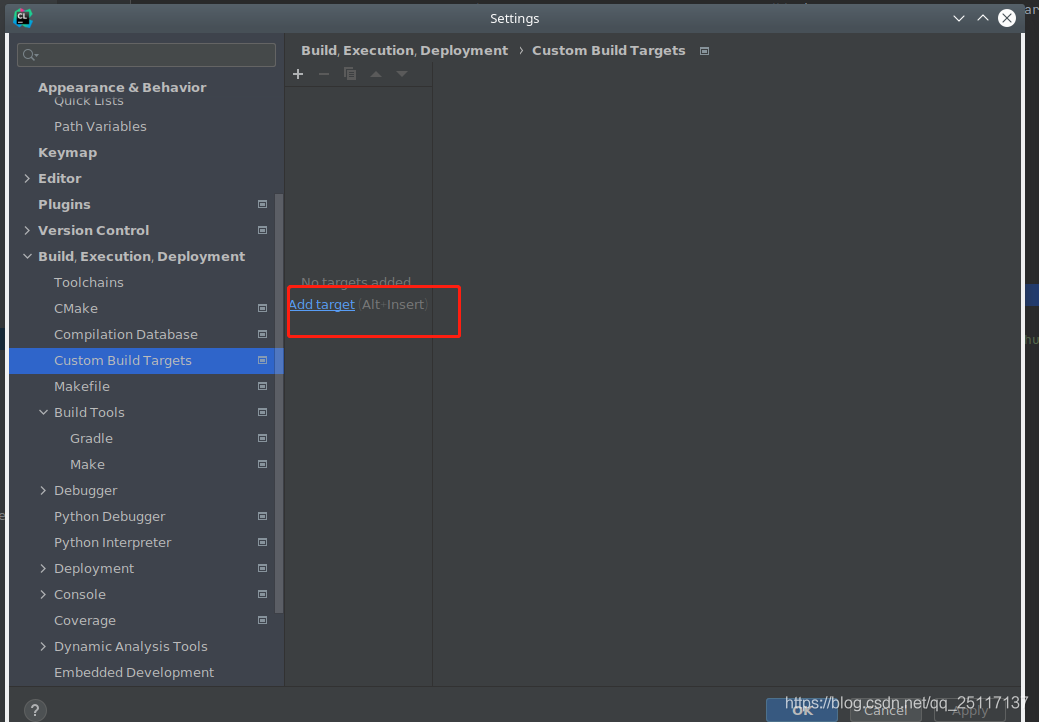 CL
Settings
Build, Execution, Deployment › Custom Build Targets
Appearance & Behavior
Quick Lists
Path Variables
Keymap
Editor
Plugins
Version Control
Build, Execution, Deployment
Toolchains
CMake
Compilation Database
Custom Build Targets
Makefile
Build Tools
Gradle
Make
Debugger
Python Debugger
Python Interpreter
Deployment
Console
Coverage
Dynamic Analysis Tools
Embedded Development
No targets added
Add target (Alt+Insert)
?
OK
Cancel
Apply
https://blog.csdn.net/qq_25117137